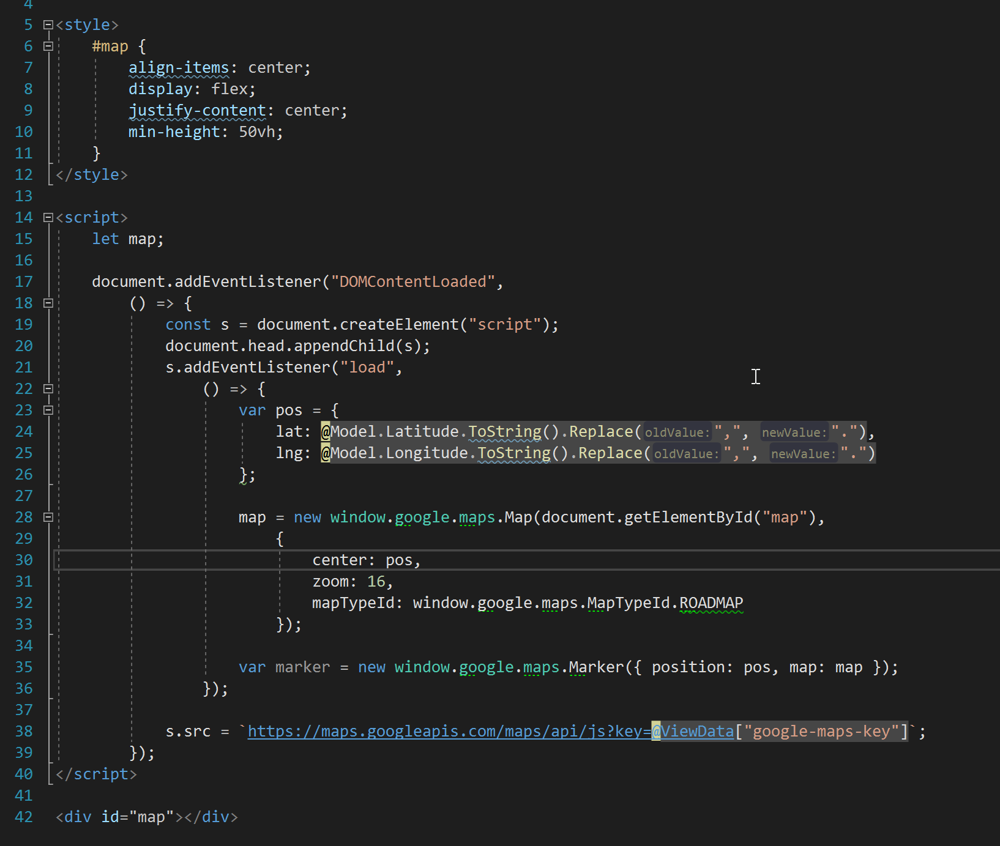 4
5 <style>
6 #map {
7 align-items: center;
8 display: flex;
9 justify-content: center;
10 min-height: 50vh;
11 }
12 </style>
13
14 <script>
15 let map;
16
17 document.addEventListener("DOMContentLoaded",
18 () => {
19 const s = document.createElement("script");
20 document.head.appendChild(s);
21 s.addEventListener("load",
22 () => {
23 var pos = {
24 lat: @Model.Latitude.ToString().Replace(oldValue: ",", newValue: "."),
25 lng: @Model.Longitude.ToString().Replace(oldValue: ",", newValue: ".")
26 };
27
28 map = new window.google.maps.Map(document.getElementById("map"),
29 {
30 center: pos,
31 zoom: 16,
32 mapTypeId: window.google.maps.MapTypeId.ROADMAP
33 });
34
35 var marker = new window.google.maps.Marker({ position: pos, map: map });
36 });
37
38 s.src = `https://maps.googleapis.com/maps/api/js?key=@ViewData["google-maps-key"]`;
39 });
40 </script>
41
42 <div id="map"></div>